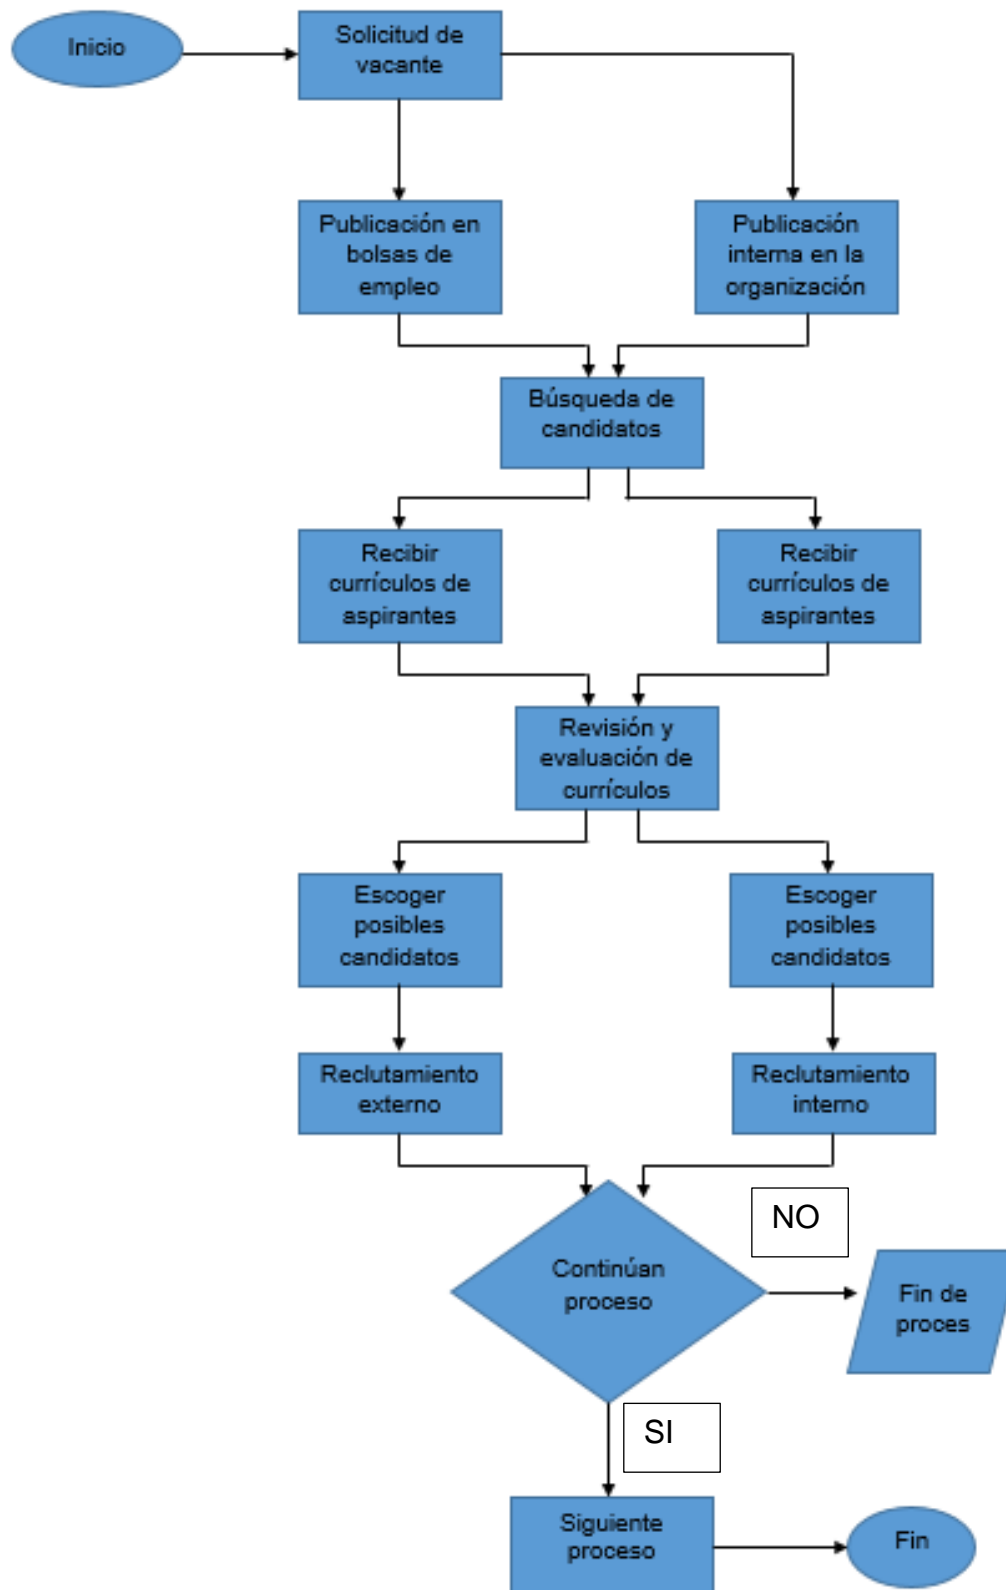 Inicio
Solicitud de
vacante
Publicación en
bolsas de
empleo
Publicación
interna en la
organización
Búsqueda de
candidatos
Recibir
currículos de
aspirantes
Recibir
currículos de
aspirantes
Revisión y
evaluación de
currículos
Escoger
posibles
candidatos
Escoger
posibles
candidatos
Reclutamiento
externo
Reclutamiento
interno
NO
Continúan
proceso
Fin de
proces
SI
Siguiente
proceso
Fin